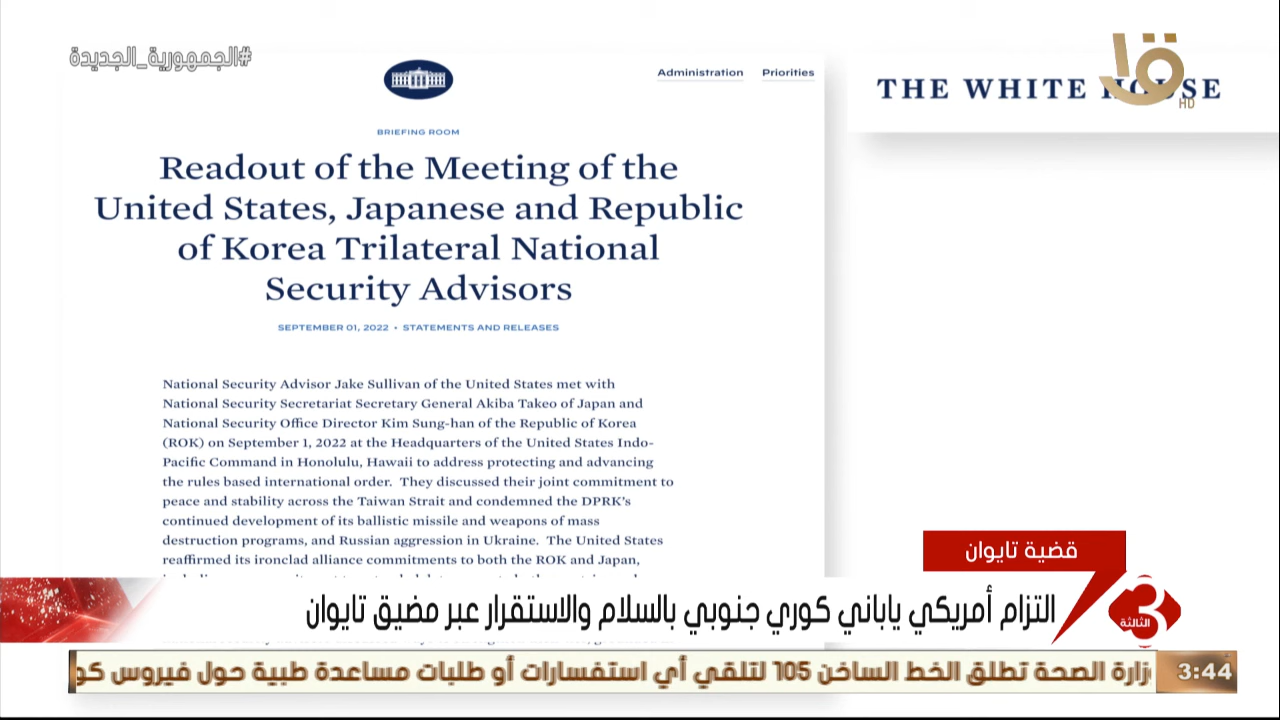 #الجمهورية_الجديدة
Administration Priorities
THE WHITE HOUSE
HD
BRIEFING ROOM
Readout of the Meeting of the
United States, Japanese and Republic
of Korea Trilateral National
Security Advisors
SEPTEMBER 01, 2022 • STATEMENTS AND RELEASES
National Security Advisor Jake Sullivan of the United States met with
National Security Secretariat Secretary General Akiba Takeo of Japan and
National Security Office Director Kim Sung-han of the Republic of Korea
(ROK) on September 1, 2022 at the Headquarters of the United States Indo-
Pacific Command in Honolulu, Hawaii to address protecting and advancing
the rules based international order. They discussed their joint commitment to
peace and stability across the Taiwan Strait and condemned the DPRK's
continued development of its ballistic missile and weapons of mass
destruction programs, and Russian aggression in Ukraine. The United States
reaffirmed its ironclad alliance commitments to both the ROK and Japan,
قضية تايوان
التزام أمريكي ياباني كوري جنوبي بالسلام والاستقرار عبر مضيق تايوان
3
الثالثة
زارة الصحة تطلق الخط الساخن 105 لتلقي أي استفسارات أو طلبات مساعدة طبية حول فيروس كو
3:44